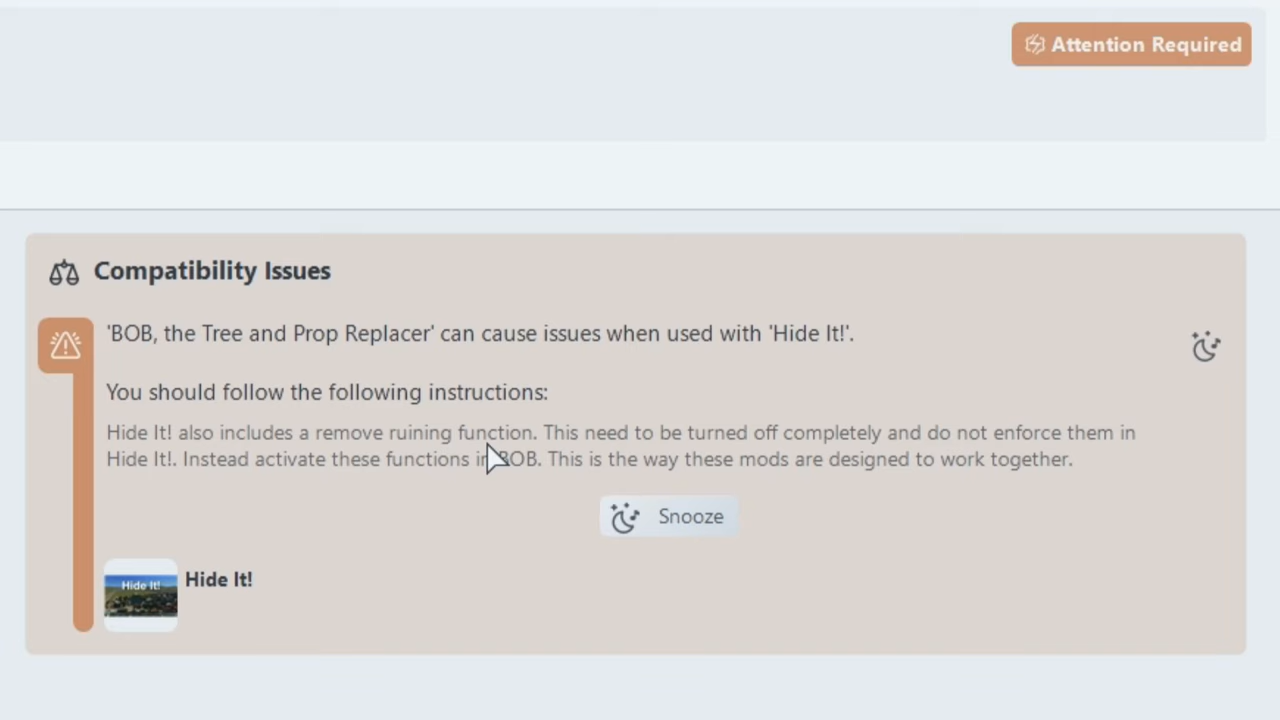 Attention Required
Compatibility Issues
'BOB, the Tree and Prop Replacer' can cause issues when used with 'Hide It!'.
You should follow the following instructions:
Hide It! also includes a remove ruining function. This need to be turned off completely and do not enforce them in
Hide It!. Instead activate these functions in BOB. This is the way these mods are designed to work together.
Snooze
Hide It!
Hide It!